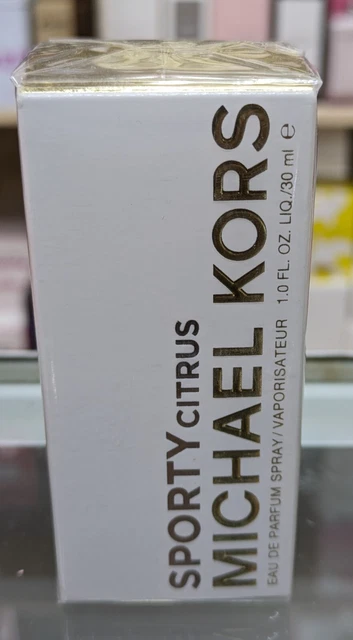 SPORTY CITRUS
MICHAEL KORS
EAU DE PARFUM SPRAY / VAPORISATEUR 1.0 FL. OZ. LIQ./30 ml ℮